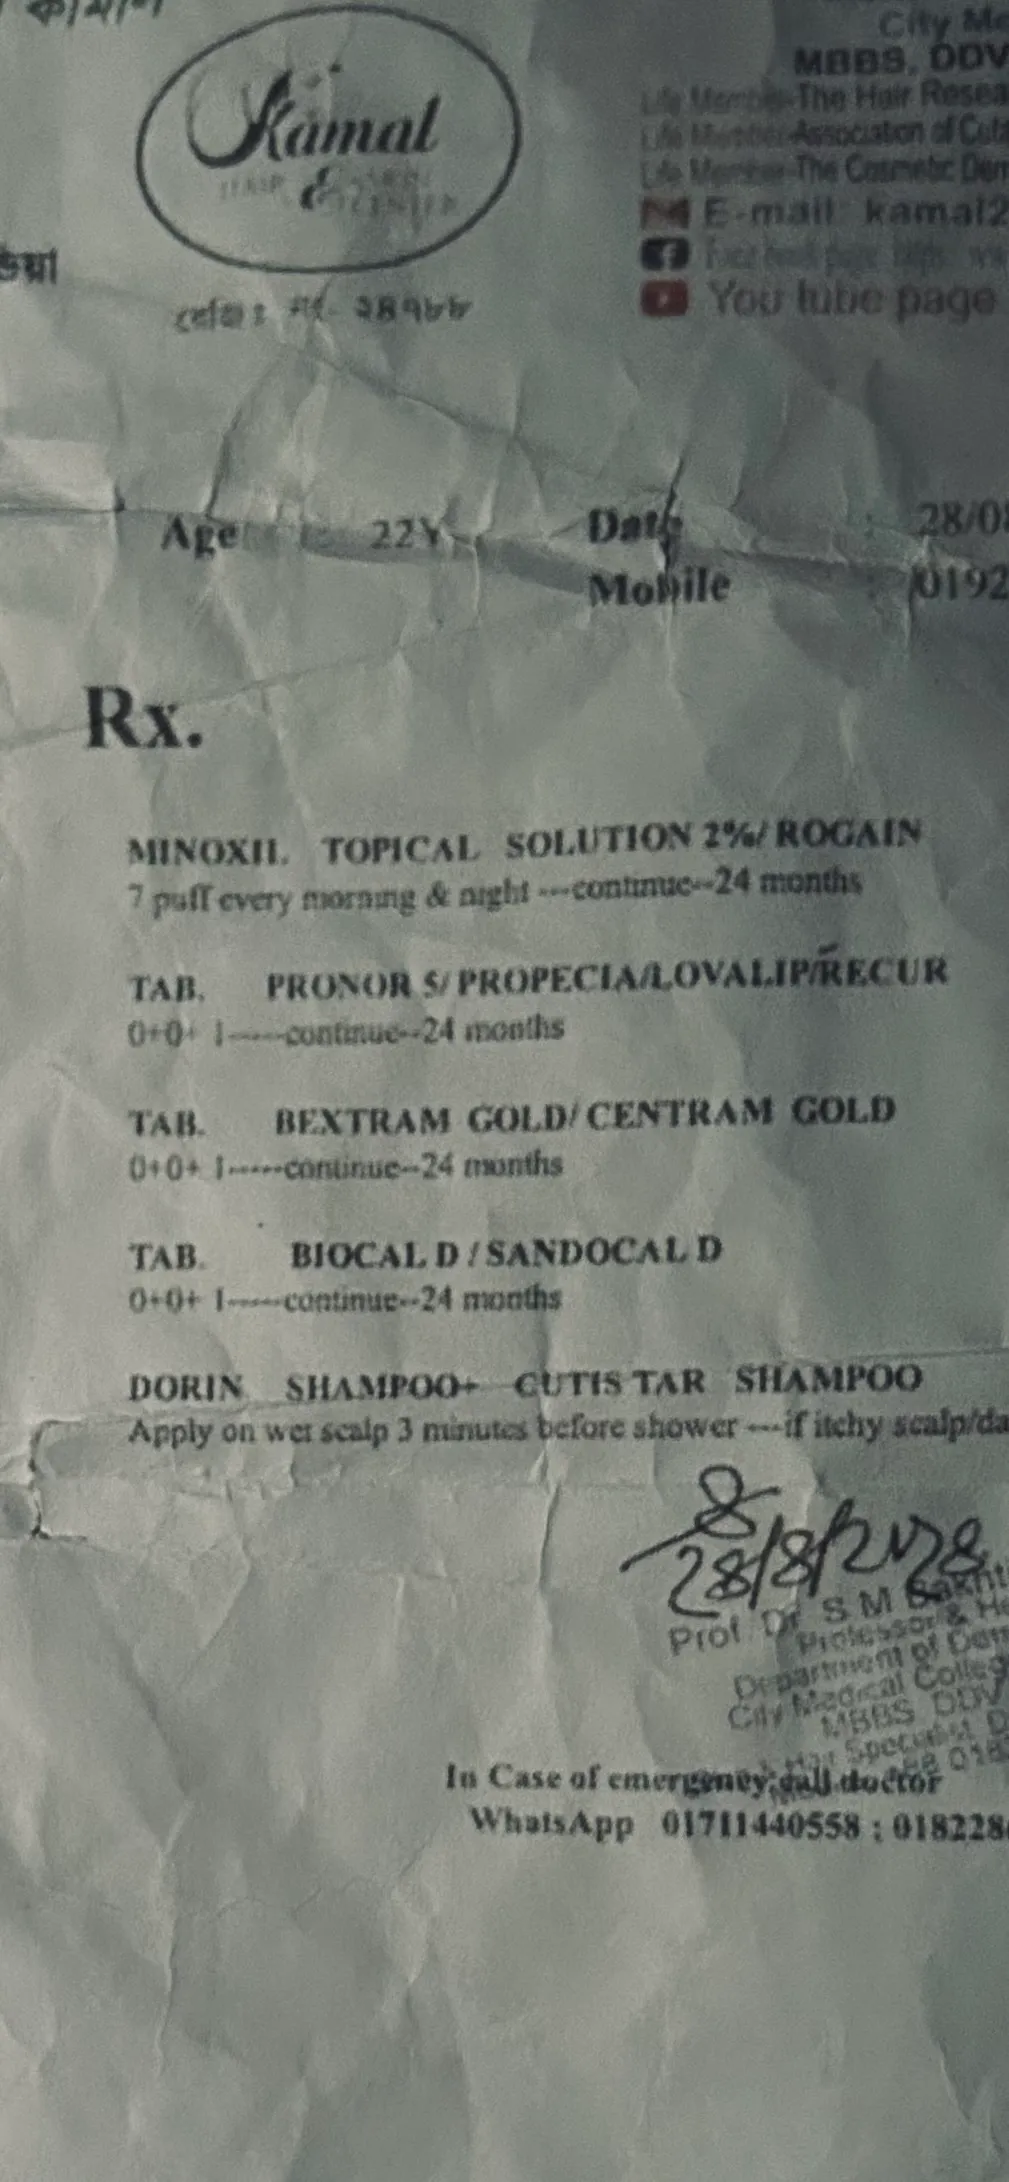 City Me
MBBS, DDV
Kamal
Life Member-The Hair Resea
Life Member-Association of Cuta
Life Member-The Cosmetic Derm
HAIR & SKIN CENTER
E-mail: kamal2
Face book page: https: ww
You tube page
রেজিঃ নং- ২৪৭৮৮
Age : 22Y Date : 28/08
Mobile : 0192
Rx.
MINOXIL TOPICAL SOLUTION 2%/ ROGAIN
7 puff every morning & night ---continue--24 months
TAB. PRONOR 5/ PROPECIA/LOVALIP/RECUR
0+0+ 1-----continue--24 months
TAB. BEXTRAM GOLD/ CENTRAM GOLD
0+0+ 1-----continue--24 months
TAB. BIOCAL D / SANDOCAL D
0+0+ 1-----continue--24 months
DORIN SHAMPOO+ CUTIS TAR SHAMPOO
Apply on wet scalp 3 minutes before shower ---if itchy scalp/da
28/8/
Prof. Dr. S M Bakhti
Professor & He
Department of Derm
City Medical Colleg
MBBS, DDV
Hair Specialist, D
In Case of emergency, call doctor
WhatsApp 01711440558 ; 018228